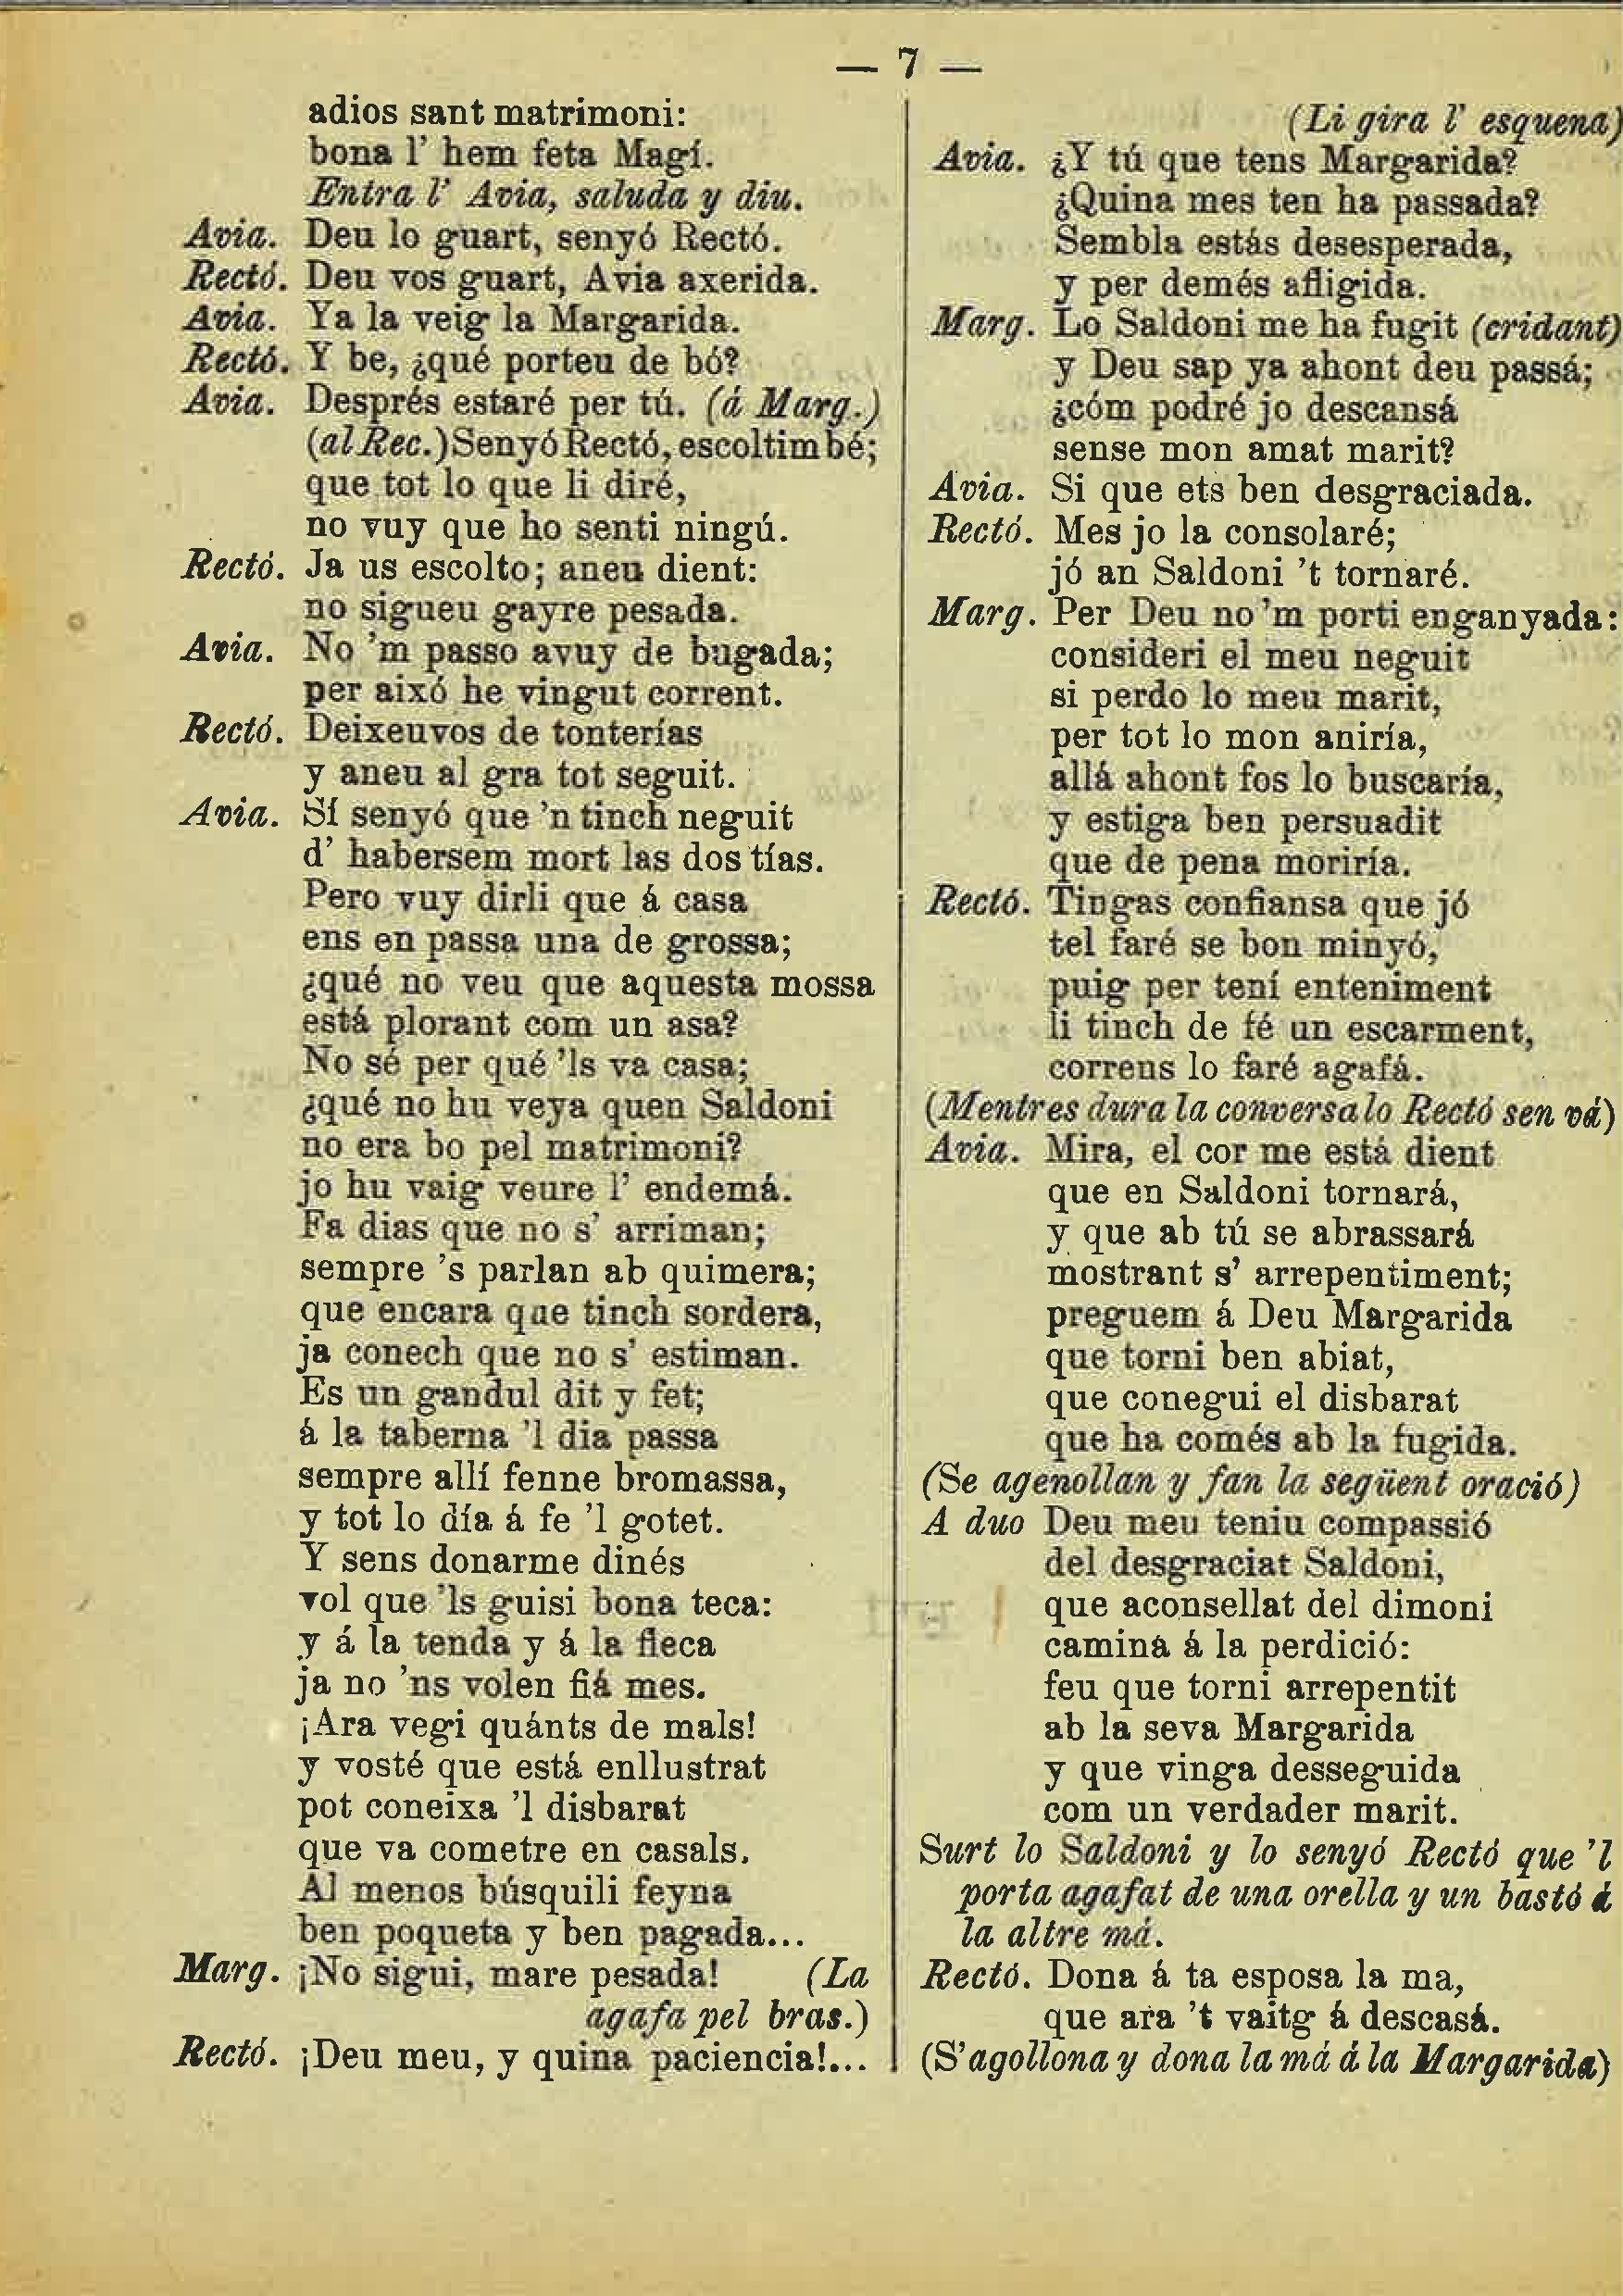 — 7 —
adios sant matrimoni:
bona l' hem feta Magí.
Entra l' Avia, saluda y diu.
Avia. Deu lo guart, senyó Rectó.
Rectó. Deu vos guart, Avia axerida.
Avia. Ya la veig la Margarida.
Rectó. Y be, ¿qué porteu de bó?
Avia. Després estaré per tú. (á Marg.)
(al Rec.) Senyó Rectó, escoltim bé;
que tot lo que li diré,
no vuy que ho senti ningú.
Rectó. Ja us escolto; aneu dient:
no sigueu gayre pesada.
Avia. No 'm passo avuy de bugada;
per aixó he vingut corrent.
Rectó. Deixeuvos de tonterías
y aneu al gra tot seguit.
Avia. Sí senyó que 'n tinch neguit
d' habersem mort las dos tías.
Pero vuy dirli que á casa
ens en passa una de grossa;
¿qué no veu que aquesta mossa
está plorant com un asa?
No sé per qué 'ls va casa;
¿qué no hu veya quen Saldoni
no era bo pel matrimoni?
jo hu vaig veure l' endemá.
Fa dias que no s' arriman;
sempre 's parlan ab quimera;
que encara que tinch sordera,
ja conech que no s' estiman.
Es un gandul dit y fet;
á la taberna 'l dia passa
sempre allí fenne bromassa,
y tot lo día á fe 'l gotet.
Y sens donarme dinés
vol que 'ls guisi bona teca:
y á la tenda y á la fleca
ja no 'ns volen fiá mes.
¡Ara vegi quánts de mals!
y vosté que está enllustrat
pot coneixa 'l disbarat
que va cometre en casals.
Al menos búsquili feyna
ben poqueta y ben pagada...
Marg. ¡No sigui, mare pesada! (La
agafa pel bras.)
Rectó. ¡Deu meu, y quina paciencia!...
(Li gira l' esquena)
Avia. ¿Y tú que tens Margarida?
¿Quina mes ten ha passada?
Sembla estás desesperada,
y per demés afligida.
Marg. Lo Saldoni me ha fugit (cridant)
y Deu sap ya ahont deu passá;
¿cóm podré jo descansá
sense mon amat marit?
Avia. Si que ets ben desgraciada.
Rectó. Mes jo la consolaré;
jó an Saldoni 't tornaré.
Marg. Per Deu no 'm porti enganyada:
consideri el meu neguit
si perdo lo meu marit,
per tot lo mon aniría,
allá ahont fos lo buscaría,
y estiga ben persuadit
que de pena moriría.
Rectó. Tingas confiansa que jó
tel faré se bon minyó,
puig per tení enteniment
li tinch de fé un escarment,
correns lo faré agafá.
(Mentres dura la conversa lo Rectó sen vá)
Avia. Mira, el cor me está dient
que en Saldoni tornará,
y que ab tú se abrassará
mostrant s' arrepentiment;
preguem á Deu Margarida
que torni ben abiat,
que conegui el disbarat
que ha comés ab la fugida.
(Se agenollan y fan la següent oració)
A duo Deu meu teniu compassió
del desgraciat Saldoni,
que aconsellat del dimoni
camina á la perdició:
feu que torni arrepentit
ab la seva Margarida
y que vinga desseguida
com un verdader marit.
Surt lo Saldoni y lo senyó Rectó que 'l
porta agafat de una orella y un bastó á
la altre má.
Rectó. Dona á ta esposa la ma,
que ara 't vaitg á descasá.
(S'agollona y dona la má á la Margarida)